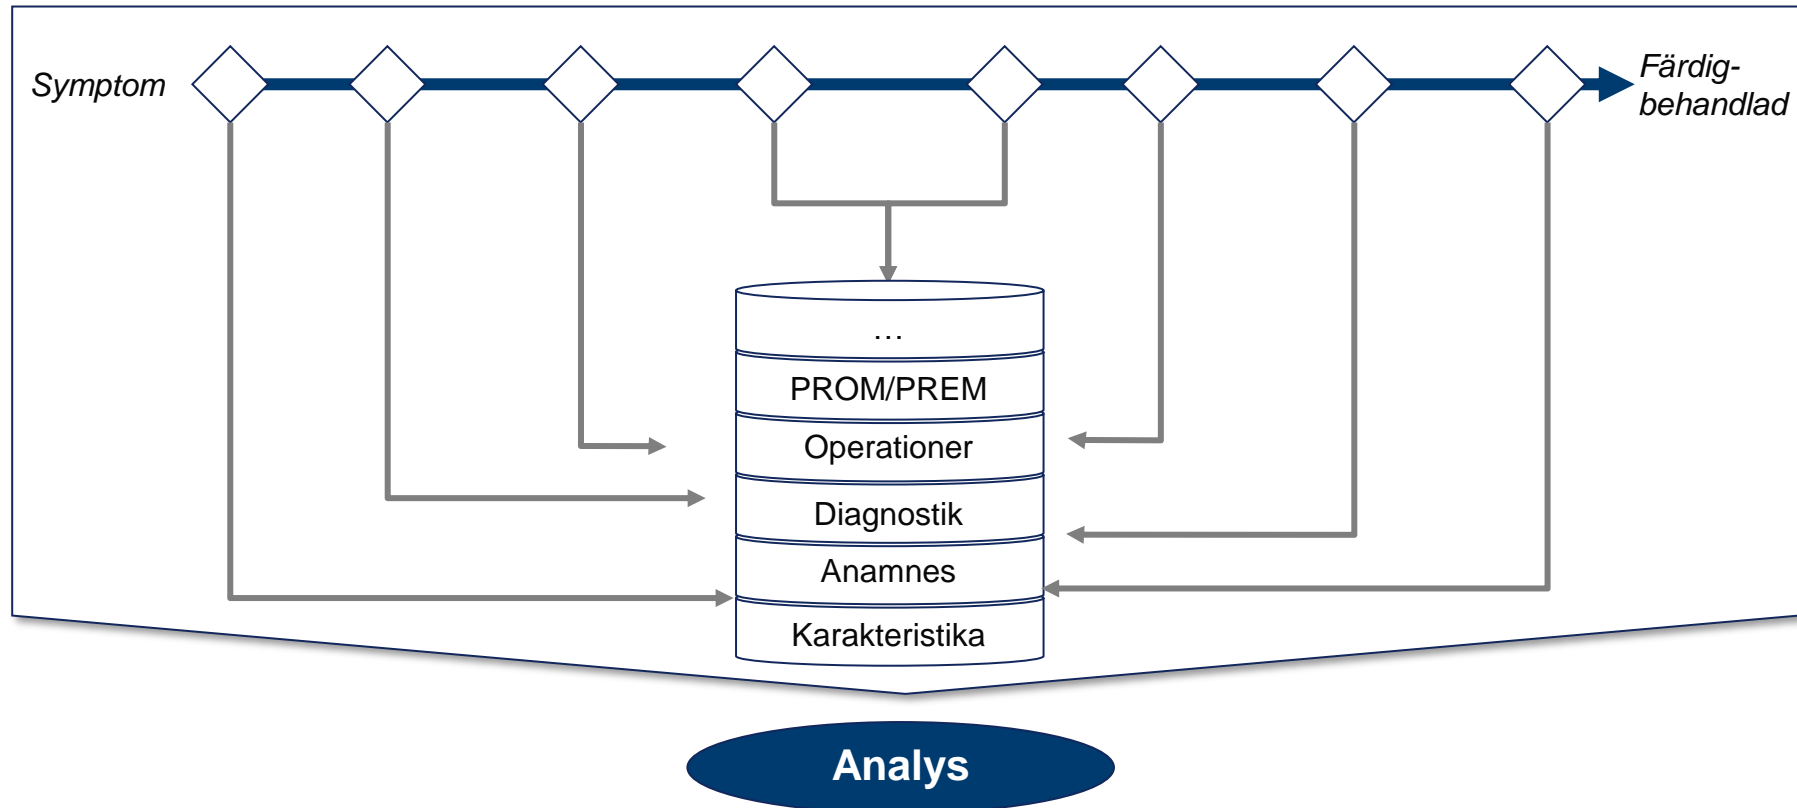 Symptom
Färdig-
behandlad
…
PROM/PREM
Operationer
Diagnostik
Anamnes
Karakteristika
Analys